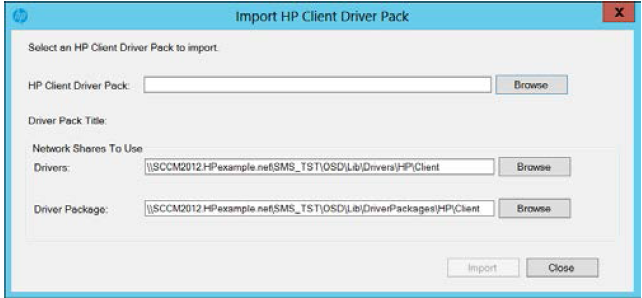 Import HP Client Driver Pack
X
Select an HP Client Driver Pack to import.
HP Client Driver Pack: Browse
Driver Pack Title:
Network Shares To Use
Drivers: \\SCCM2012.HPexample.net\SMS_TST\OSD\Lib\Drivers\HP\Client Browse
Driver Package: \\SCCM2012.HPexample.net\SMS_TST\OSD\Lib\DriverPackages\HP\Client Browse
Import Close